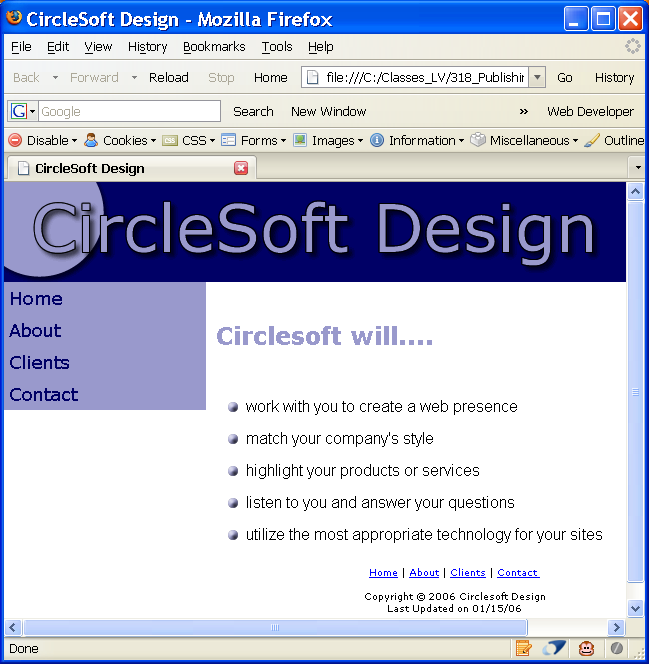 CircleSoft Design - Mozilla Firefox
File Edit View History Bookmarks Tools Help
Back Forward Reload Stop Home file:///C:/Classes_LV/318_Publishin Go History
G Google Search New Window » Web Developer
Disable Cookies CSS Forms Images Information Miscellaneous Outline
CircleSoft Design
CircleSoft Design
Home
About
Clients
Contact
Circlesoft will....
work with you to create a web presence
match your company's style
highlight your products or services
listen to you and answer your questions
utilize the most appropriate technology for your sites
Home | About | Clients | Contact
Copyright © 2006 Circlesoft Design
Last Updated on 01/15/06
Done